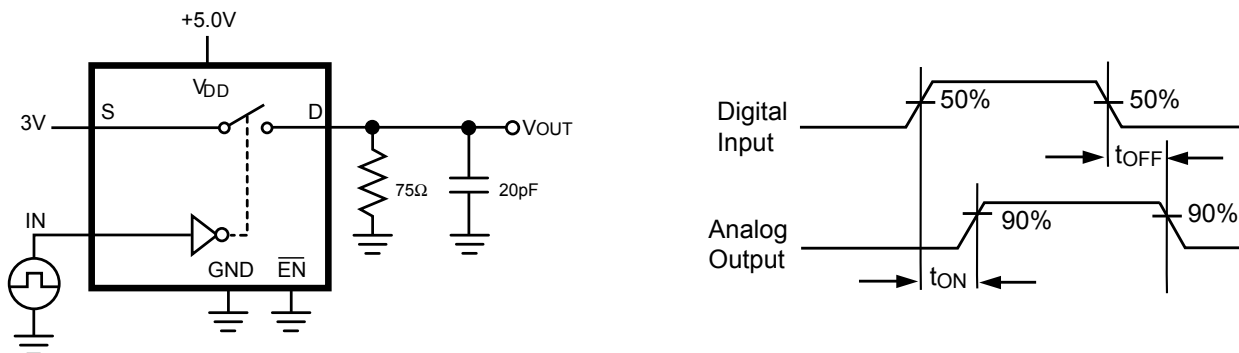 +5.0V
VDD
S
D
3V
VOUT
75Ω
20pF
IN
GND
EN
Digital
Input
50%
50%
tOFF
Analog
Output
90%
90%
tON